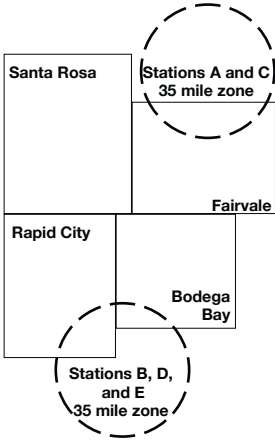 Santa Rosa
Stations A and C
35 mile zone
Fairvale
Rapid City
Bodega
Bay
Stations B, D,
and E
35 mile zone